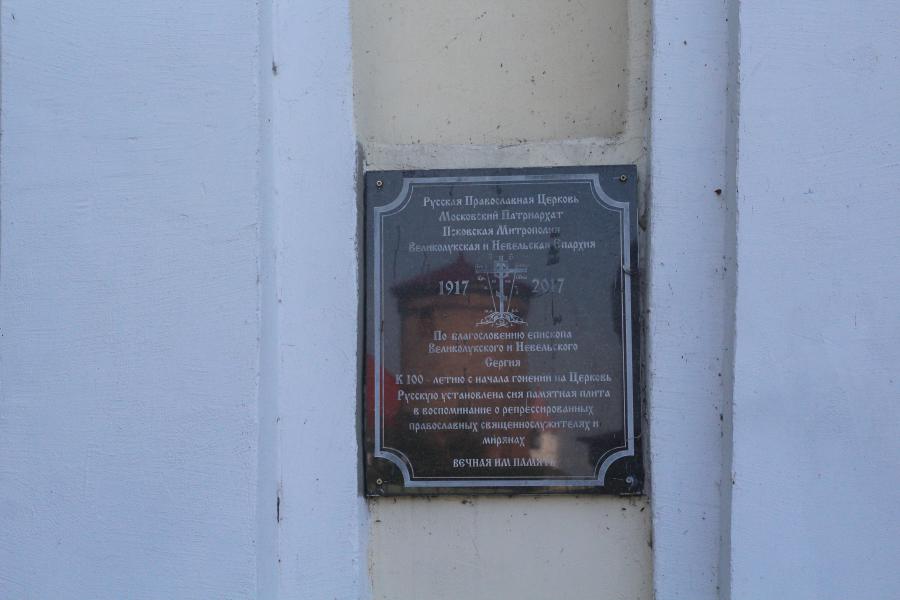 Русская Православная Церковь
Московский Патриархат
Псковская Митрополия
Великолукская и Невельская Епархия
1917 2017
По благословению епископа
Великолукского и Невельского
Сергия
К 100 - летию с начала гонений на Церковь
Русскую установлена сия памятная плита
в воспоминание о репрессированных
православных священнослужителях и
мирянах
ВЕЧНАЯ ИМ ПАМЯТЬ